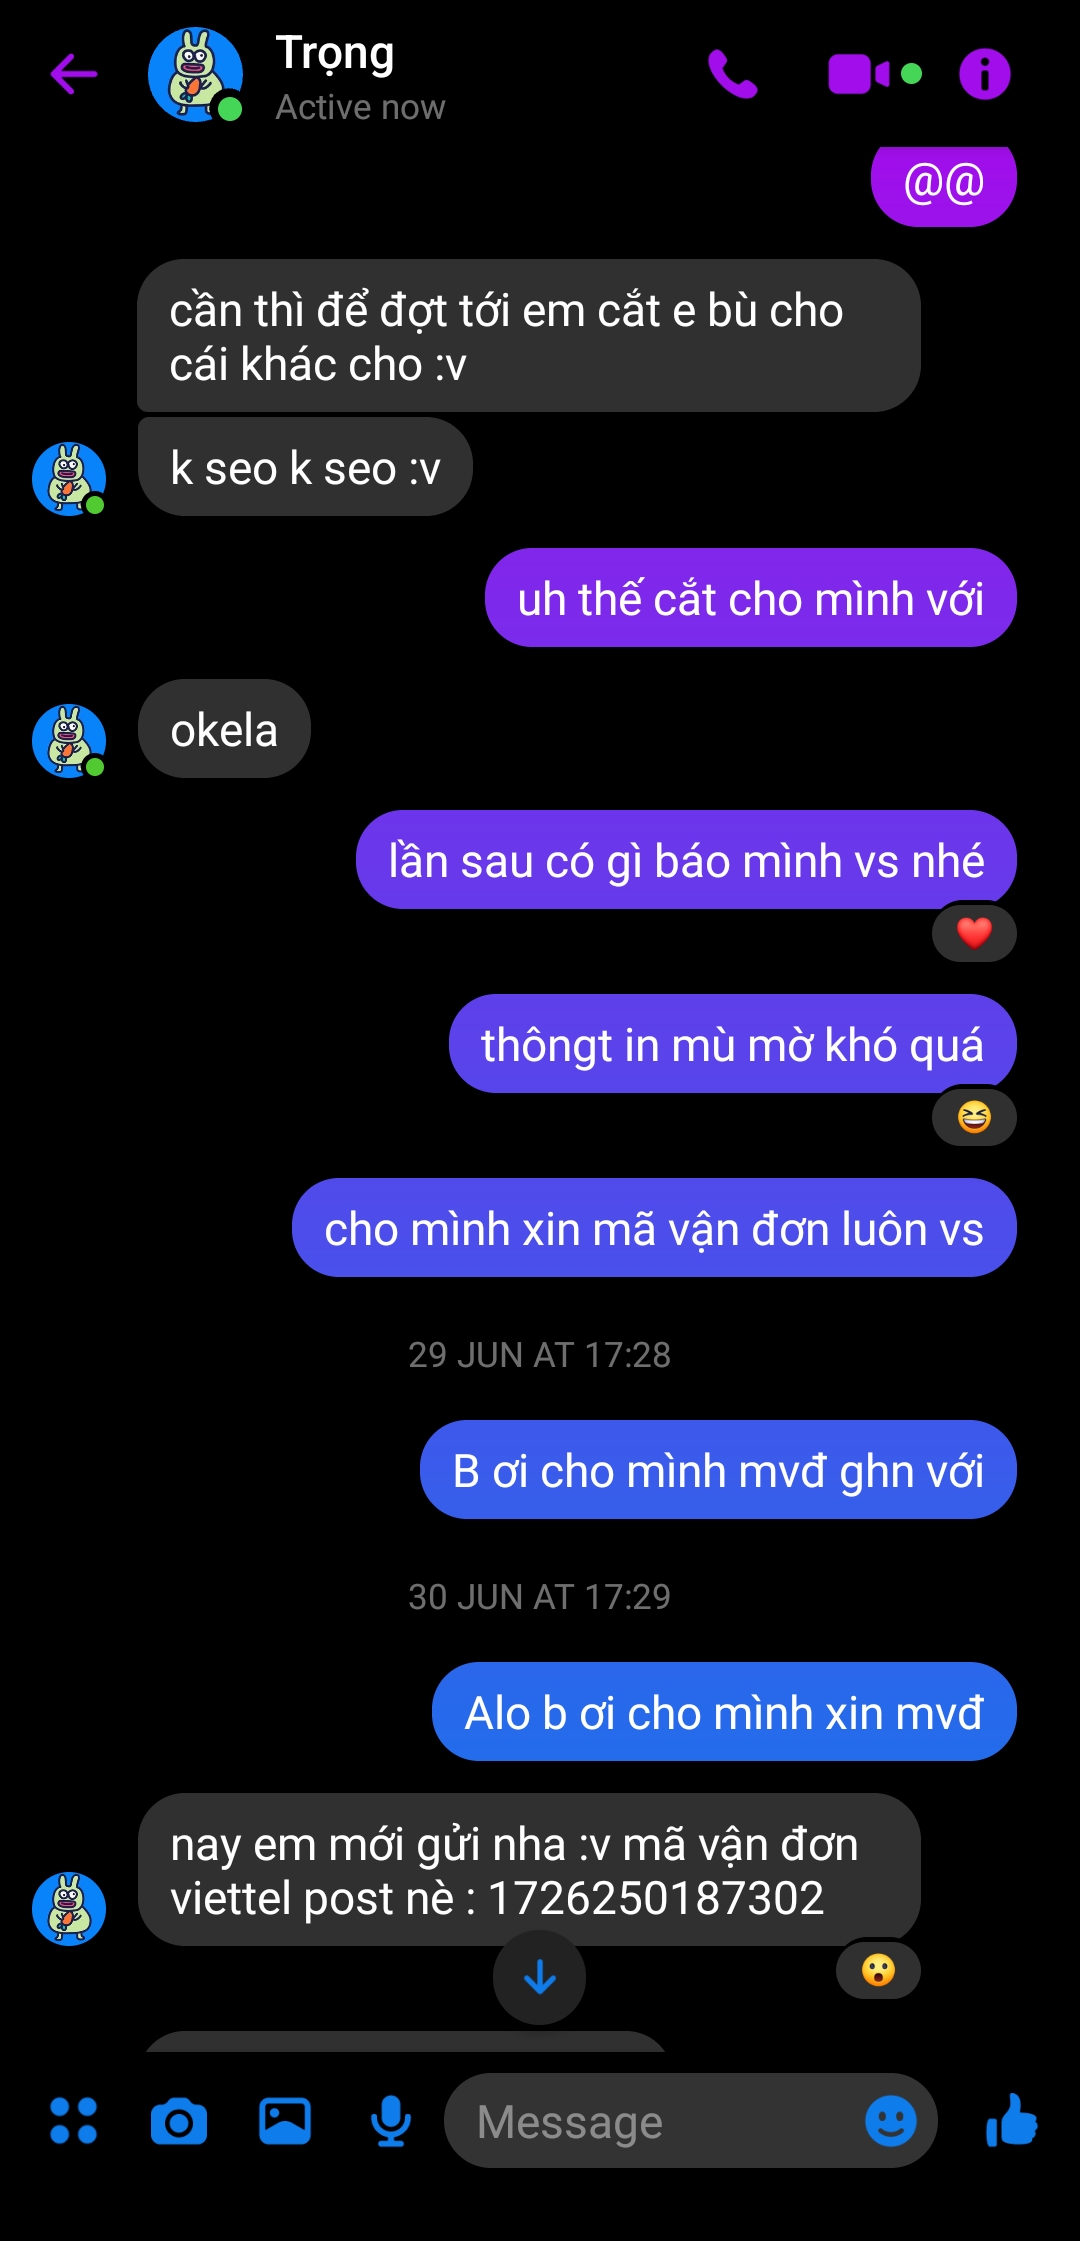 Trọng
Active now
@@
cần thì để đợt tới em cắt e bù cho
cái khác cho :v
k seo k seo :v
uh thế cắt cho mình với
okela
lần sau có gì báo mình vs nhé
thôngt in mù mờ khó quá
cho mình xin mã vận đơn luôn vs
29 JUN AT 17:28
B ơi cho mình mvđ ghn với
30 JUN AT 17:29
Alo b ơi cho mình xin mvđ
nay em mới gửi nha :v mã vận đơn
viettel post nè : 1726250187302
Message